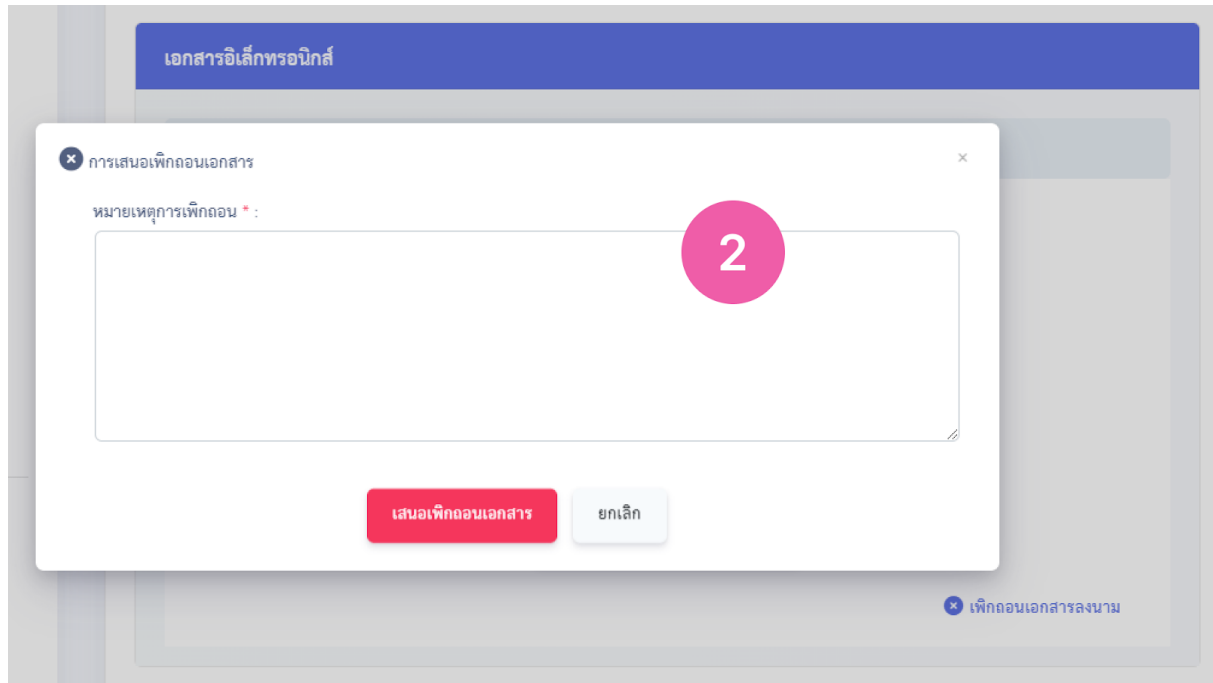 เอกสารอิเล็กทรอนิกส์
การเสนอเพิกถอนเอกสาร ×
หมายเหตุการเพิกถอน * :
2
เสนอเพิกถอนเอกสาร ยกเลิก
เพิกถอนเอกสารลงนาม